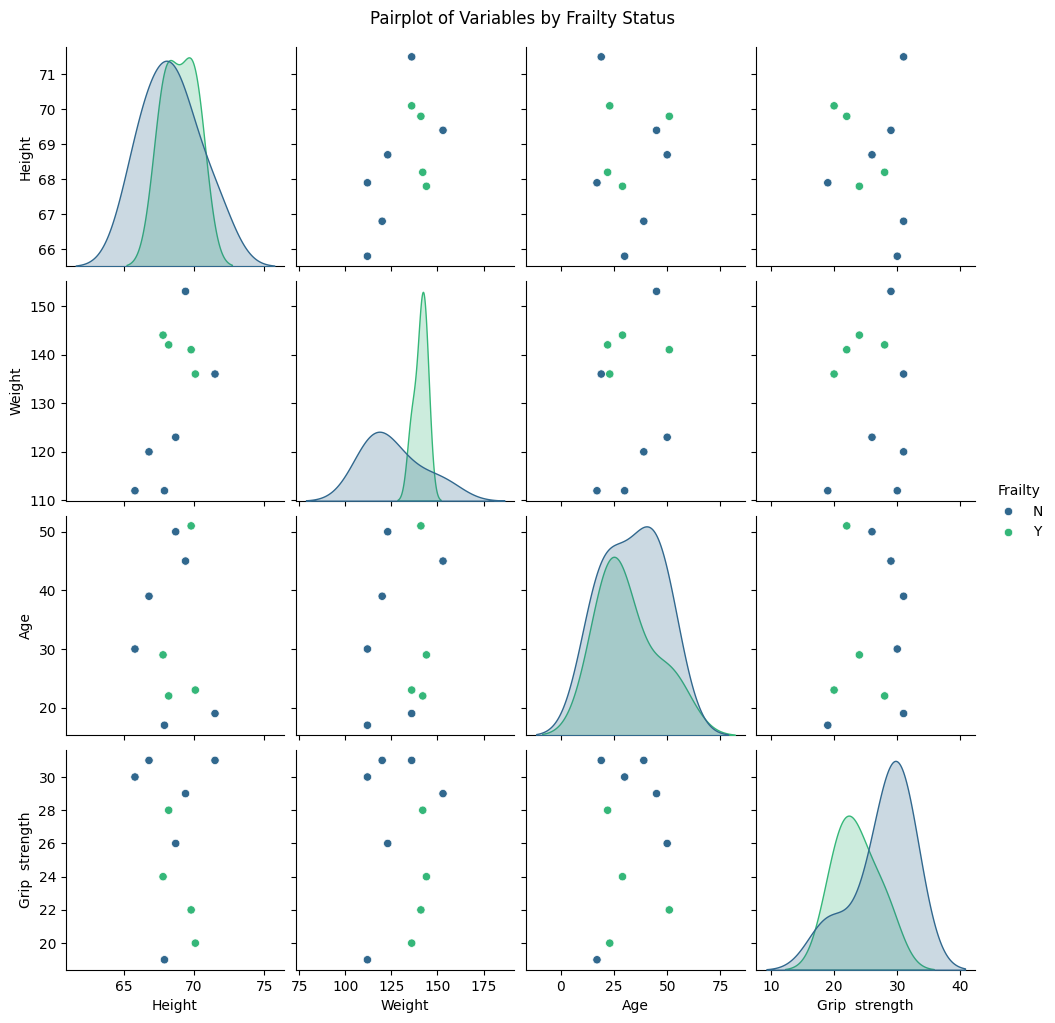 Pairplot of Variables by Frailty Status
71
70
69
68
67
66
Height
150
140
130
120
110
Weight
Frailty
N
Y
50
40
30
20
Age
30
28
26
24
22
20
Grip  strength
65 70 75
75 100 125 150 175
0 25 50 75
10 20 30 40
Height Weight Age Grip  strength